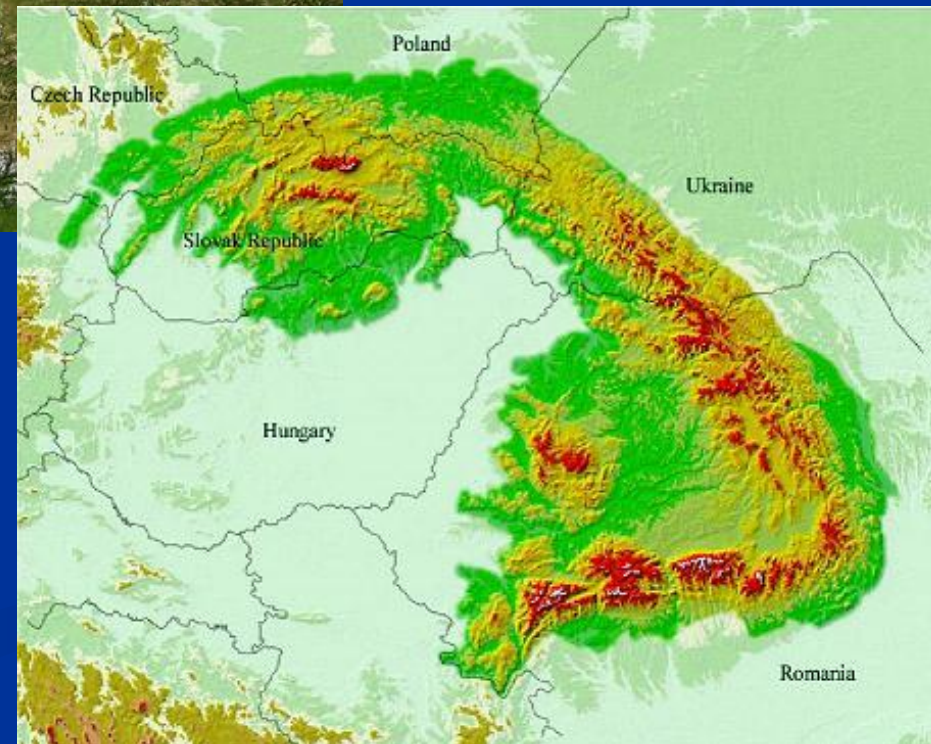 Poland
Czech Republic
Ukraine
Slovak Republic
Hungary
Romania